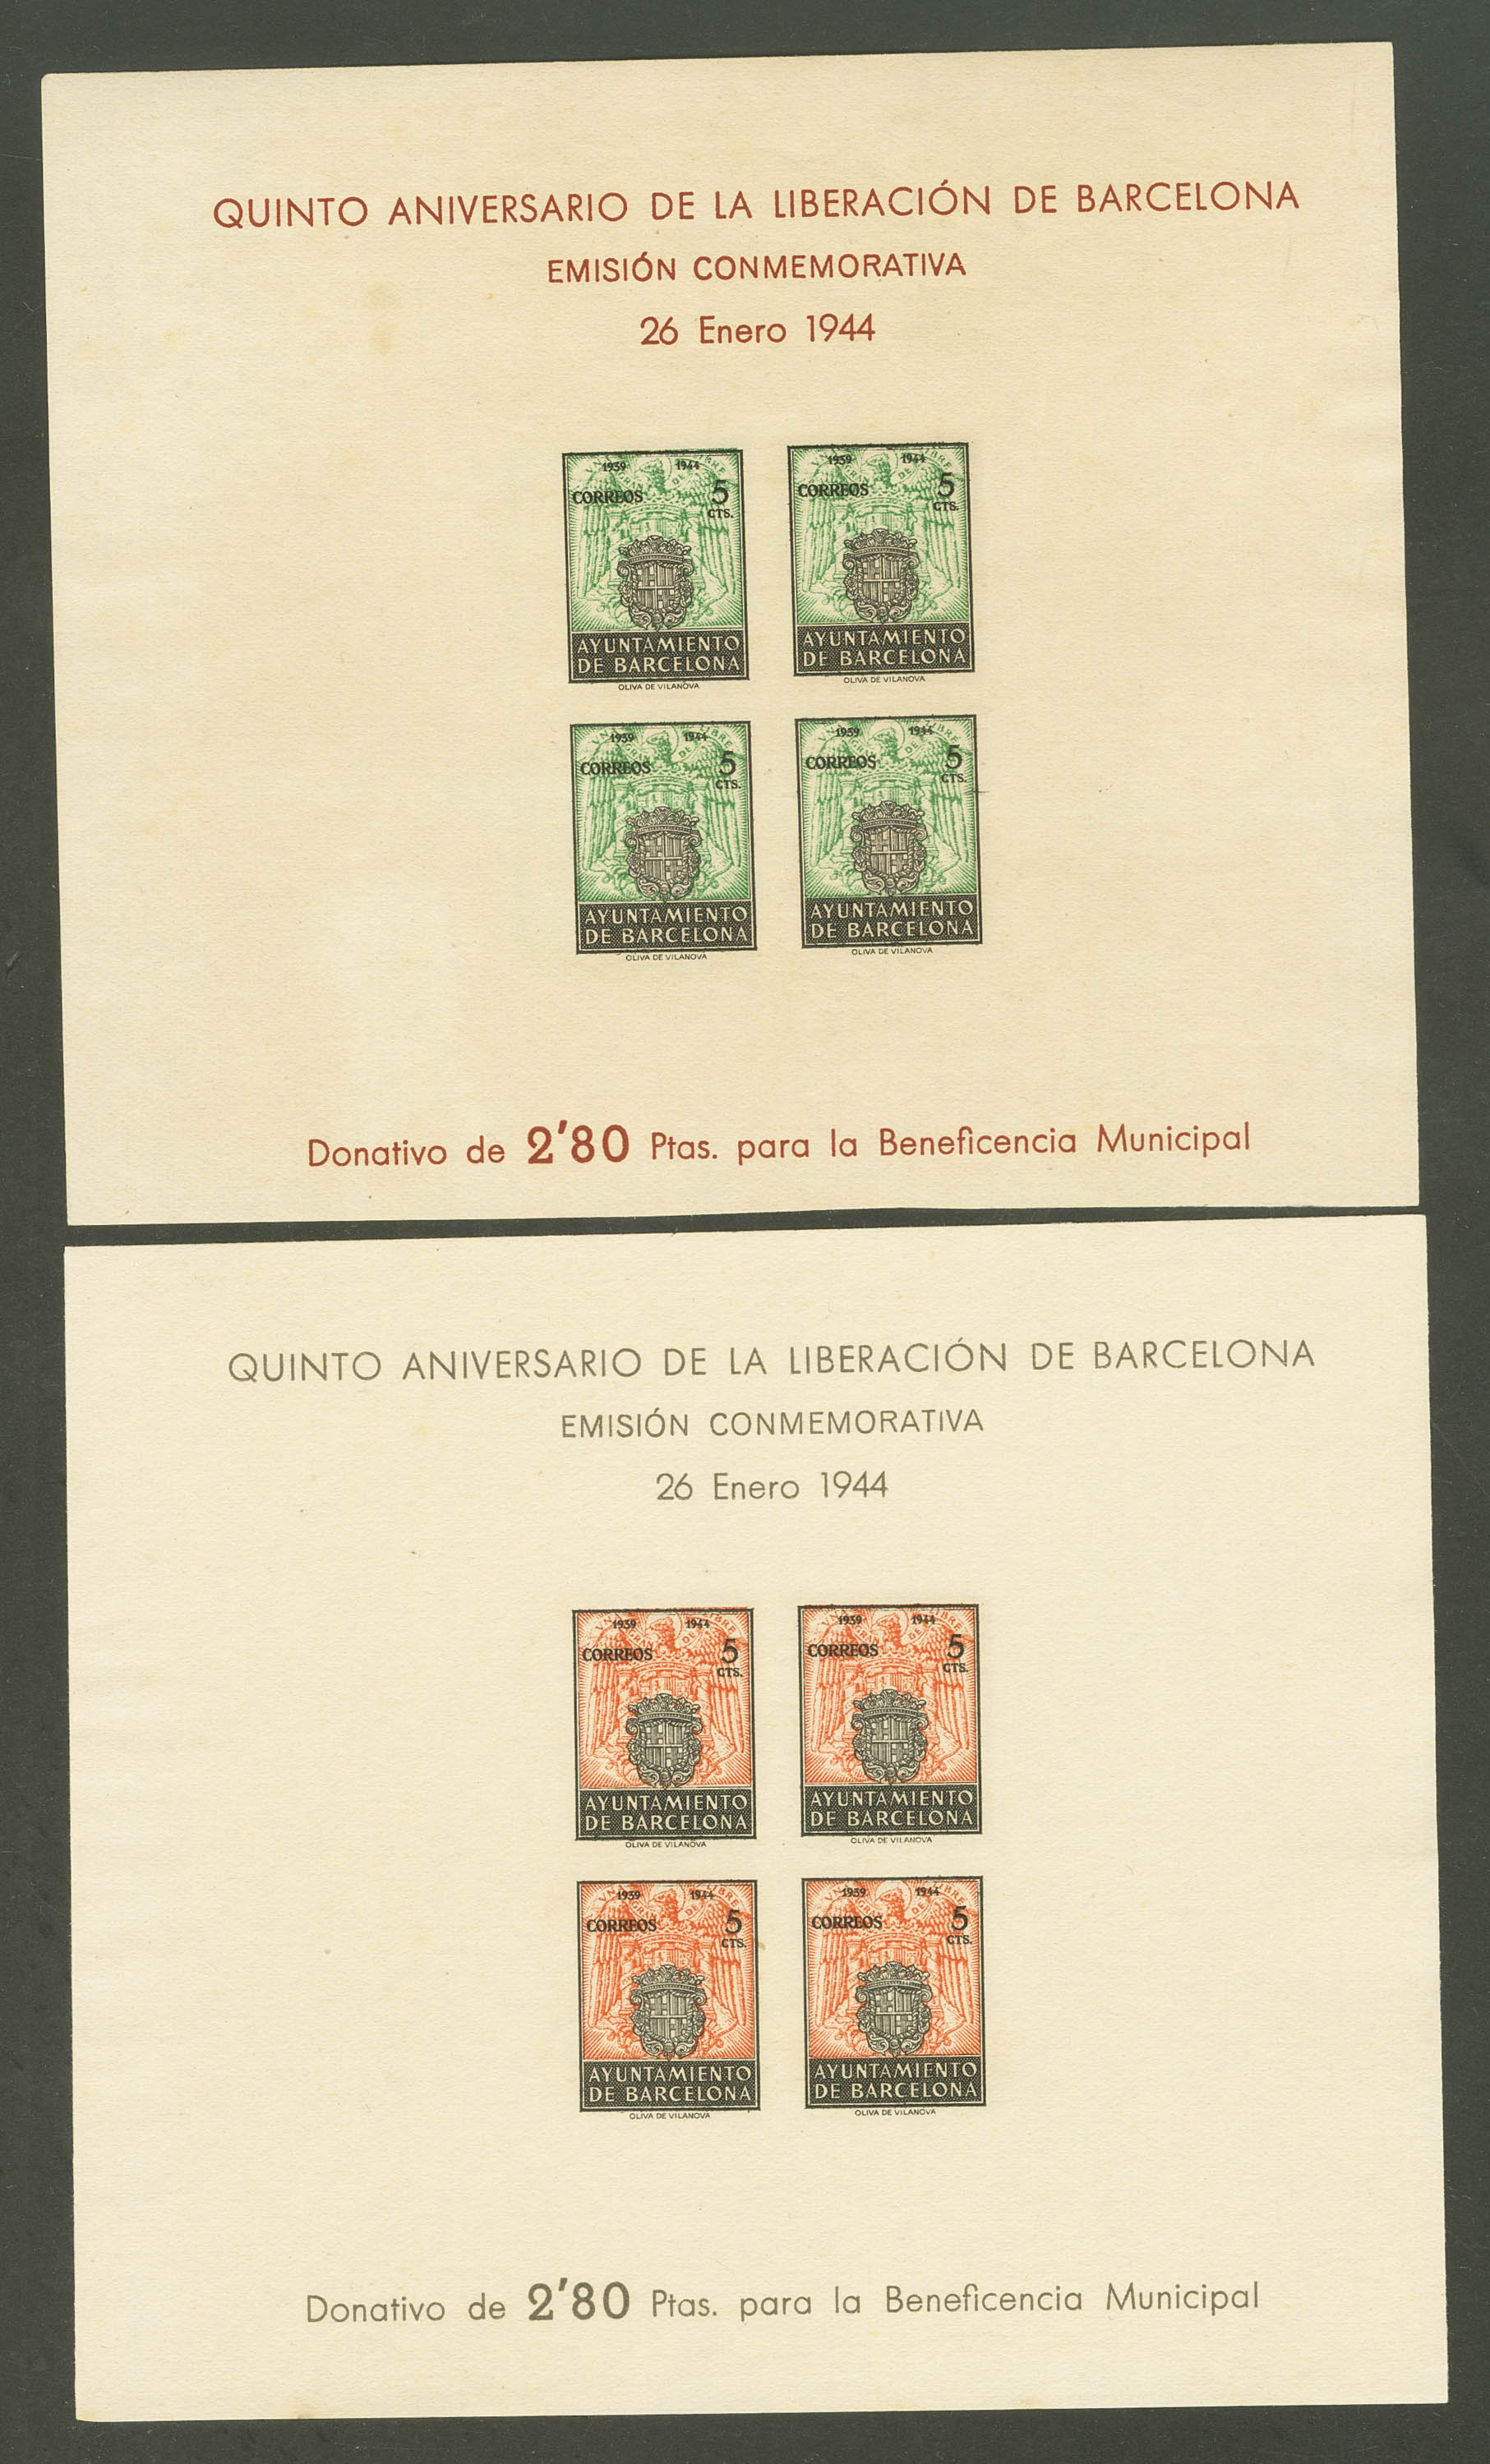 QUINTO ANIVERSARIO DE LA LIBERACIÓN DE BARCELONA
EMISIÓN CONMEMORATIVA
26 Enero 1944
1939 1944
CORREOS 5
CTS.
AYUNTAMIENTO
DE BARCELONA
OLIVA DE VILANOVA
1939 1944
CORREOS 5
CTS.
AYUNTAMIENTO
DE BARCELONA
OLIVA DE VILANOVA
1939 1944
CORREOS 5
CTS.
AYUNTAMIENTO
DE BARCELONA
OLIVA DE VILANOVA
1939 1944
CORREOS 5
CTS.
AYUNTAMIENTO
DE BARCELONA
OLIVA DE VILANOVA
Donativo de 2'80 Ptas. para la Beneficencia Municipal
QUINTO ANIVERSARIO DE LA LIBERACIÓN DE BARCELONA
EMISIÓN CONMEMORATIVA
26 Enero 1944
1939 1944
CORREOS 5
CTS.
AYUNTAMIENTO
DE BARCELONA
OLIVA DE VILANOVA
1939 1944
CORREOS 5
CTS.
AYUNTAMIENTO
DE BARCELONA
OLIVA DE VILANOVA
1939 1944
CORREOS 5
CTS.
AYUNTAMIENTO
DE BARCELONA
OLIVA DE VILANOVA
1939 1944
CORREOS 5
CTS.
AYUNTAMIENTO
DE BARCELONA
OLIVA DE VILANOVA
Donativo de 2'80 Ptas. para la Beneficencia Municipal